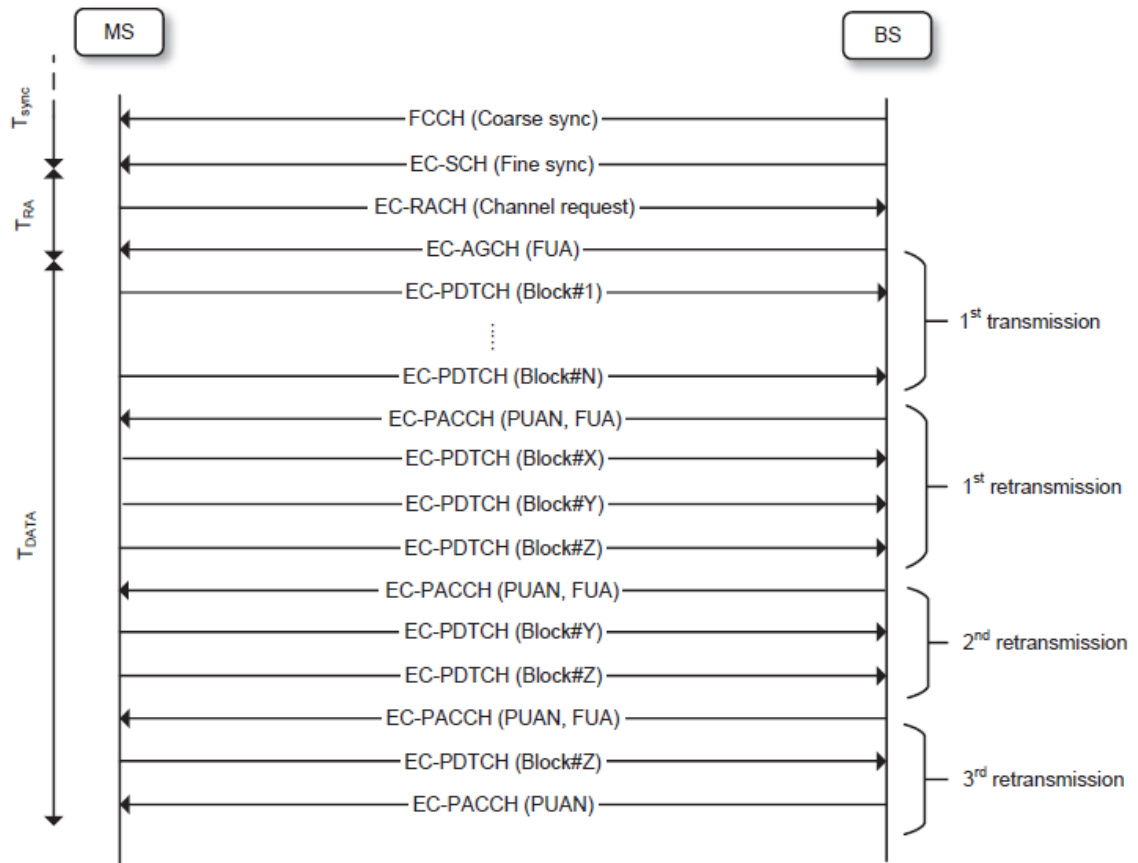 MS
BS
T_sync
FCCH (Coarse sync)
EC-SCH (Fine sync)
T_RA
EC-RACH (Channel request)
EC-AGCH (FUA)
T_DATA
EC-PDTCH (Block#1)
1st transmission
EC-PDTCH (Block#N)
EC-PACCH (PUAN, FUA)
EC-PDTCH (Block#X)
1st retransmission
EC-PDTCH (Block#Y)
EC-PDTCH (Block#Z)
EC-PACCH (PUAN, FUA)
EC-PDTCH (Block#Y)
2nd retransmission
EC-PDTCH (Block#Z)
EC-PACCH (PUAN, FUA)
EC-PDTCH (Block#Z)
3rd retransmission
EC-PACCH (PUAN)